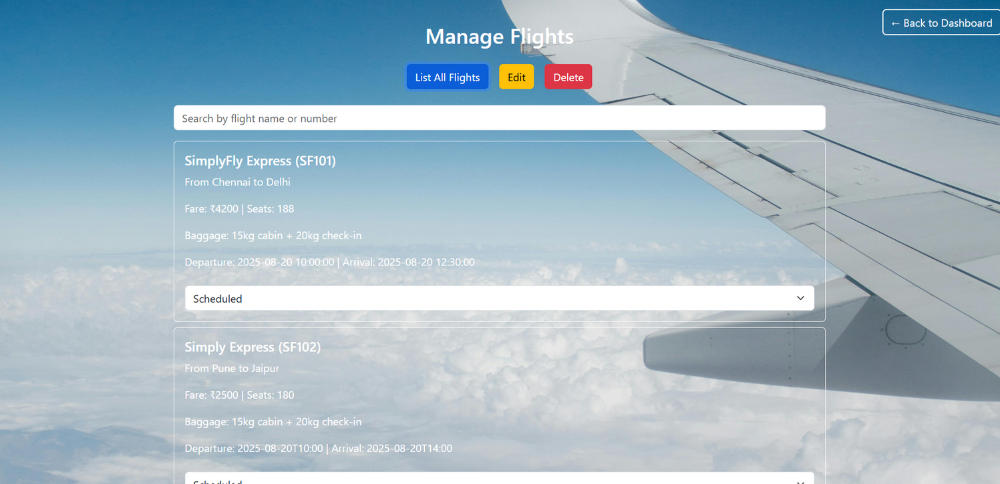 ← Back to Dashboard
Manage Flights
List All Flights Edit Delete
Search by flight name or number
SimplyFly Express (SF101)
From Chennai to Delhi
Fare: ₹4200 | Seats: 188
Baggage: 15kg cabin + 20kg check-in
Departure: 2025-08-20 10:00:00 | Arrival: 2025-08-20 12:30:00
Scheduled
Simply Express (SF102)
From Pune to Jaipur
Fare: ₹2500 | Seats: 180
Baggage: 15kg cabin + 20kg check-in
Departure: 2025-08-20T10:00 | Arrival: 2025-08-20T14:00
Scheduled